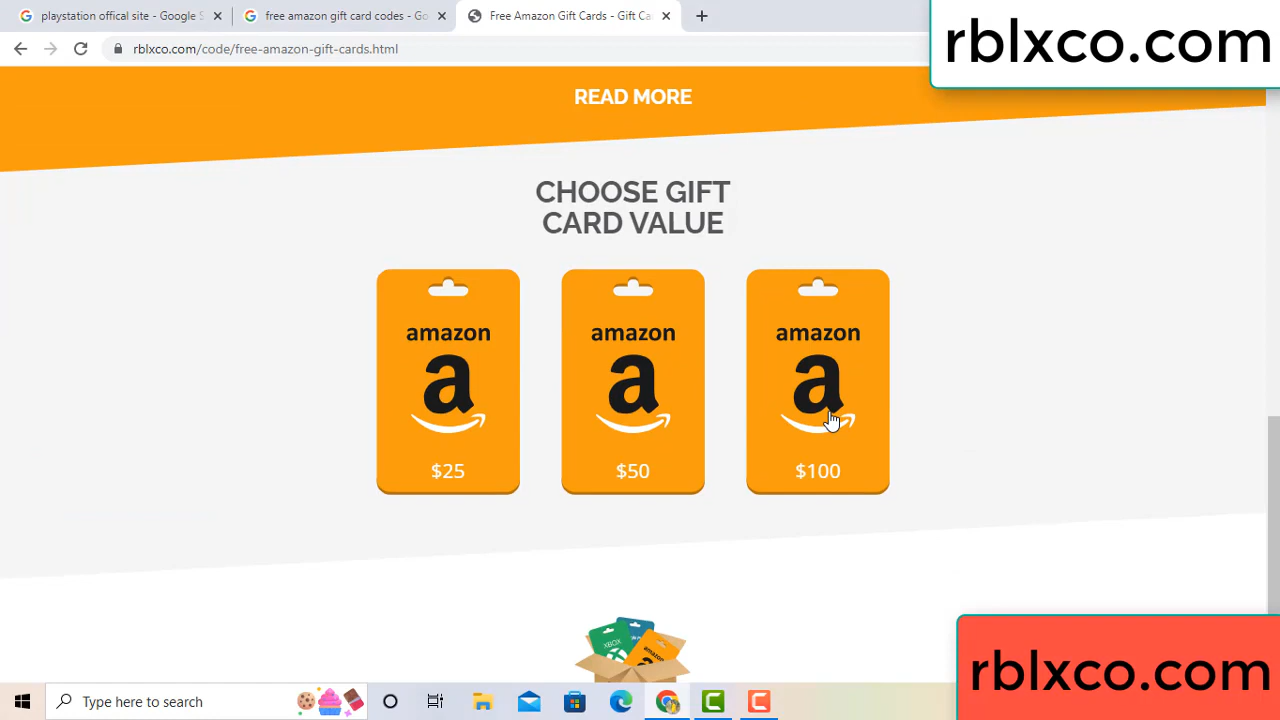 playstation offical site - Google S
free amazon gift card codes - Go
Free Amazon Gift Cards - Gift Ca
rblxco.com/code/free-amazon-gift-cards.html
rblxco.com
READ MORE
CHOOSE GIFT
CARD VALUE
amazon
a
$25
amazon
a
$50
amazon
a
$100
XBOX
amazon
rblxco.com
Type here to search